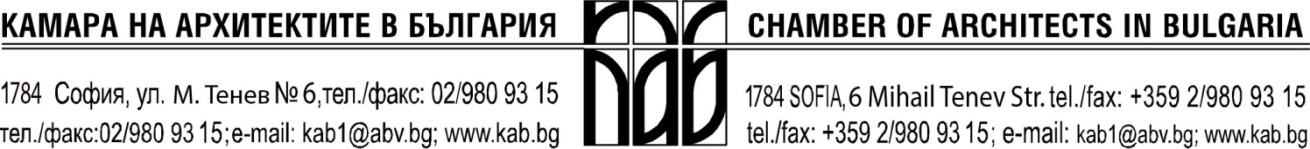 КАМАРА НА АРХИТЕКТИТЕ В БЪЛГАРИЯ
1784 София, ул. М. Тенев № 6,тел./факс: 02/980 93 15
тел./факс:02/980 93 15; e-mail: kab1@abv.bg; www.kab.bg
CHAMBER OF ARCHITECTS IN BULGARIA
1784 SOFIA, 6 Mihail Tenev Str. tel./fax: +359 2/980 93 15
tel./fax: +359 2/980 93 15; e-mail: kab1@abv.bg; www.kab.bg